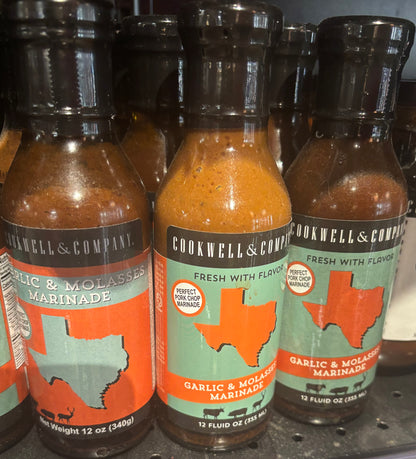 COOKWELL & COMPANY.
GARLIC & MOLASSES
MARINADE
Net Weight 12 oz (340g)
COOKWELL & COMPANY
FRESH WITH FLAVOR
PERFECT
PORK CHOP
MARINADE
GARLIC & MOLASSES
MARINADE
12 FLUID OZ (355 mL)
COOKWELL & COMPANY
FRESH WITH FLAVOR
PERFECT
PORK CHOP
MARINADE
GARLIC & MOLASSES
MARINADE
12 FLUID OZ (355 mL)